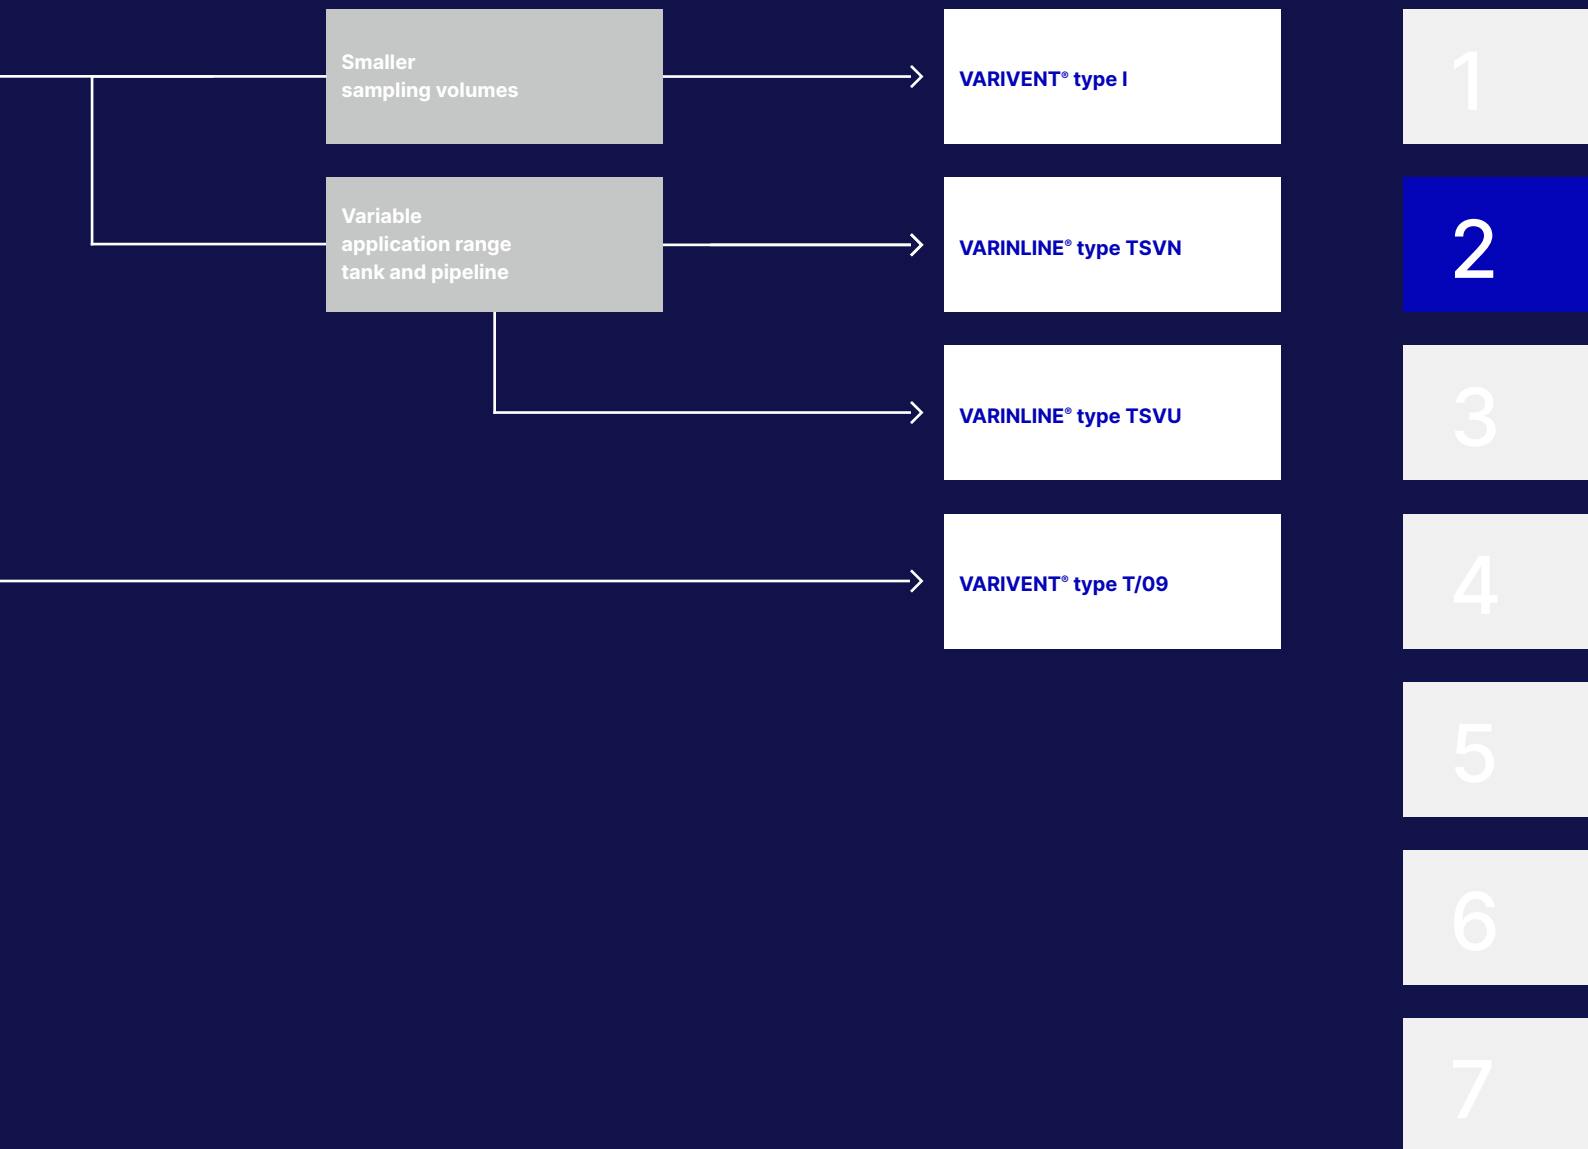 Smaller
sampling volumes
VARIVENT® type I
1
Variable
application range
tank and pipeline
VARINLINE® type TSVN
2
VARINLINE® type TSVU
3
VARIVENT® type T/09
4
5
6
7